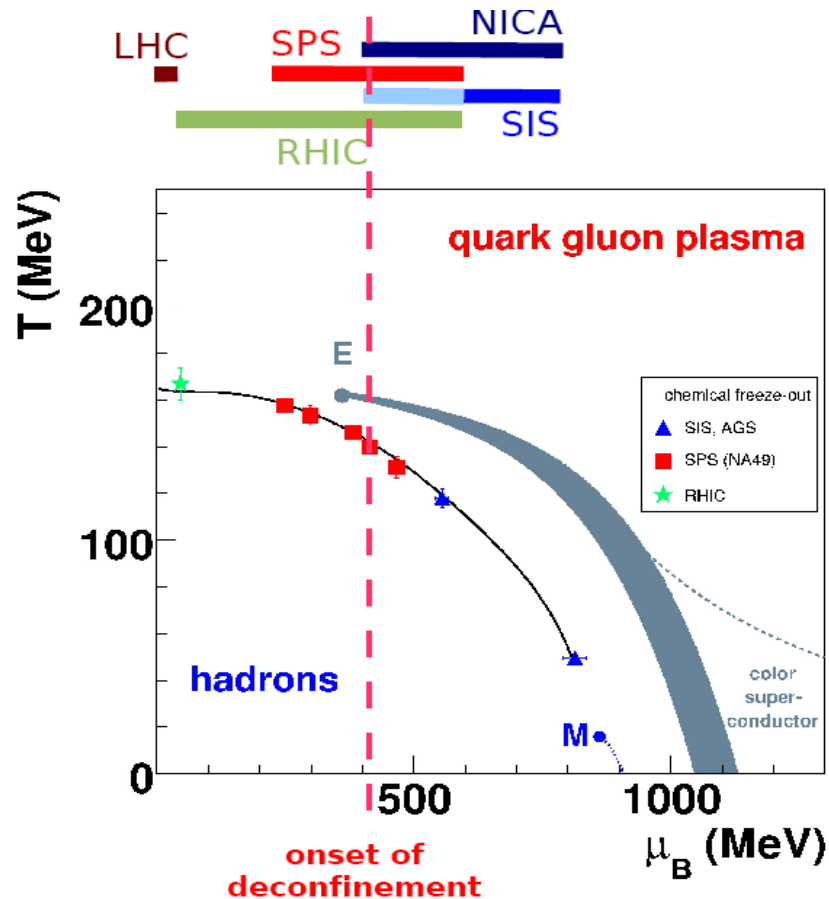 NICA
LHC
SPS
SIS
RHIC
T (MeV)
200
100
0
quark gluon plasma
E
chemical freeze-out
SIS, AGS
SPS (NA49)
RHIC
hadrons
M
color
super-
conductor
500
1000
μB (MeV)
onset of
deconfinement